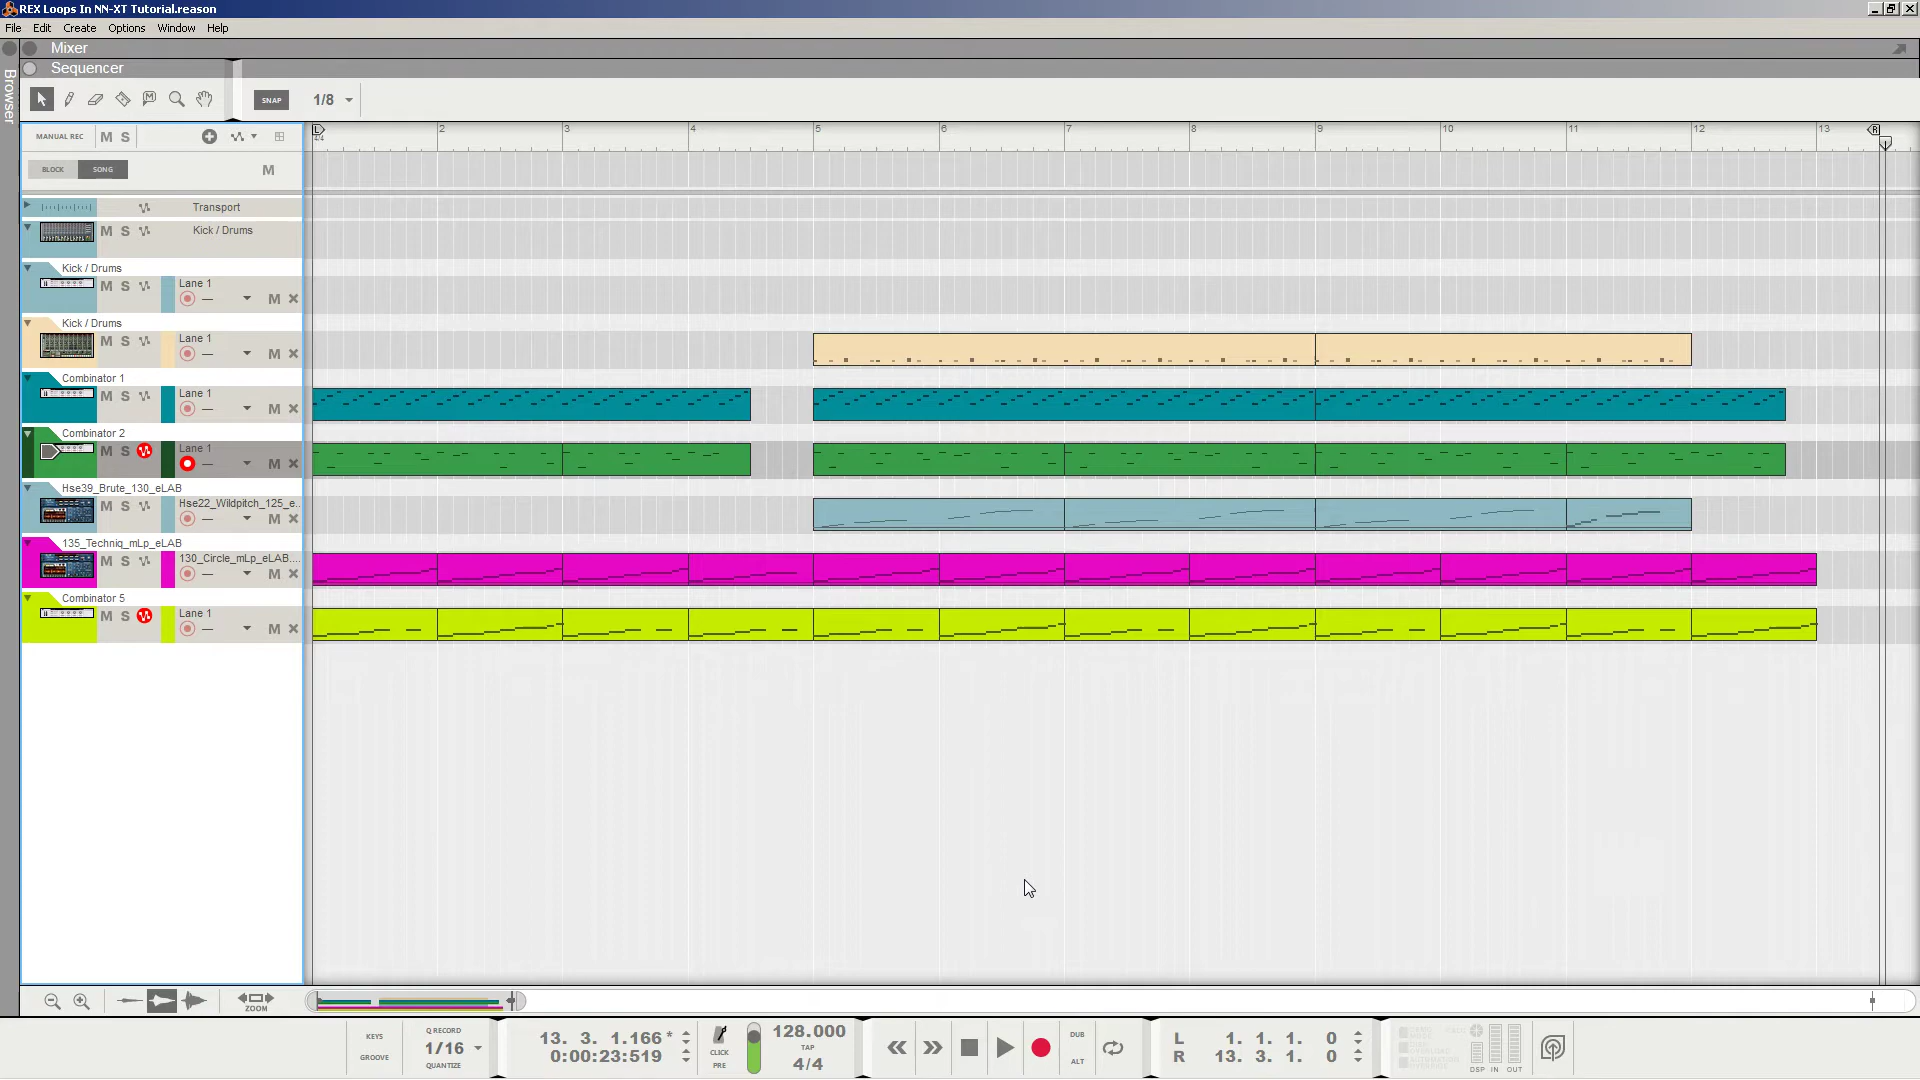 REX Loops In NN-XT Tutorial.reason
File Edit Create Options Window Help
Mixer
Sequencer
Browser
SNAP 1/8
MANUAL REC M S
BLOCK SONG M
L 2 3 4 5 6 7 8 9 10 11 12 13 R
4/4
Transport
M S Kick / Drums
Kick / Drums
M S Lane 1
M
Kick / Drums
M S Lane 1
M
Combinator 1
M S Lane 1
M
Combinator 2
M S Lane 1
M
Hse39_Brute_130_eLAB
M S Hse22_Wildpitch_125_e...
M
135_Techniq_mLp_eLAB
M S 130_Circle_mLp_eLAB....
M
Combinator 5
M S Lane 1
M
ZOOM
KEYS
GROOVE
Q RECORD
1/16
QUANTIZE
13. 3. 1.166 *
0:00:23:519
CLICK
PRE
128.000
TAP
4/4
DUB
ALT
L 1. 1. 1. 0
R 13. 3. 1. 0
DSP IN OUT